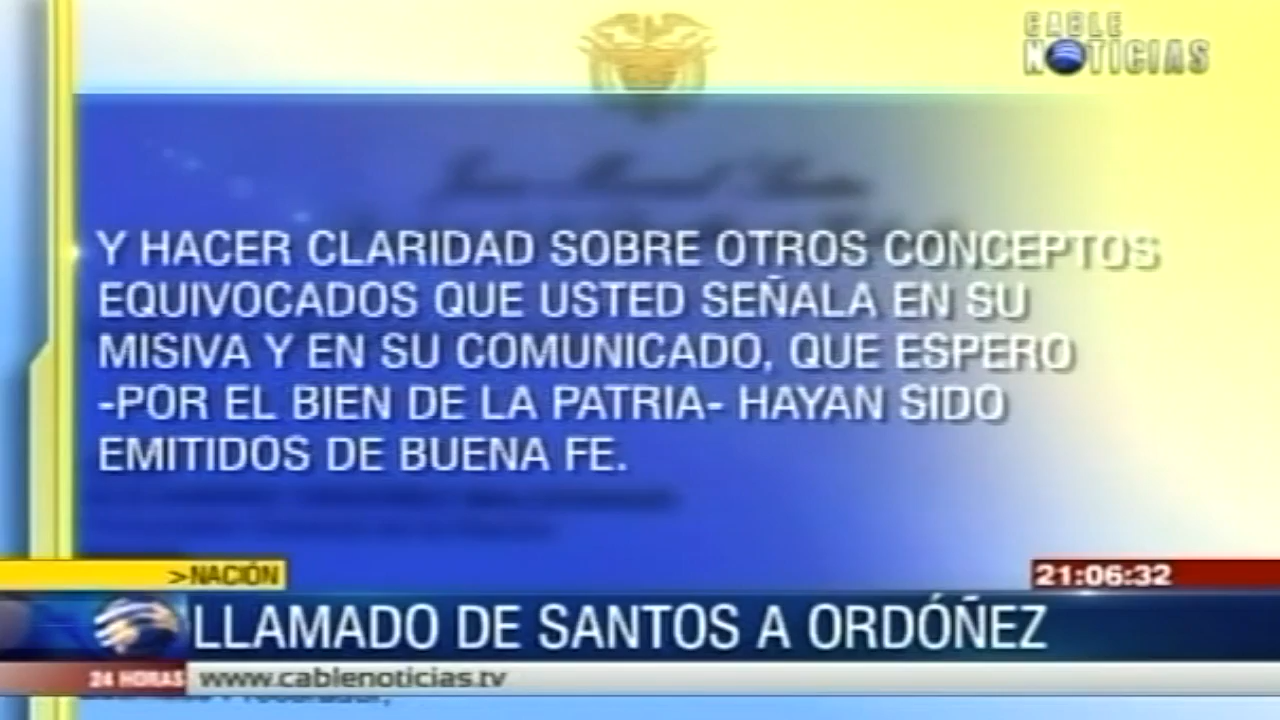 CABLE
NOTICIAS
Y HACER CLARIDAD SOBRE OTROS CONCEPTOS
EQUIVOCADOS QUE USTED SEÑALA EN SU
MISIVA Y EN SU COMUNICADO, QUE ESPERO
-POR EL BIEN DE LA PATRIA- HAYAN SIDO
EMITIDOS DE BUENA FE.
>NACIÓN
21:06:32
LLAMADO DE SANTOS A ORDÓÑEZ
24 HORAS
www.cablenoticias.tv